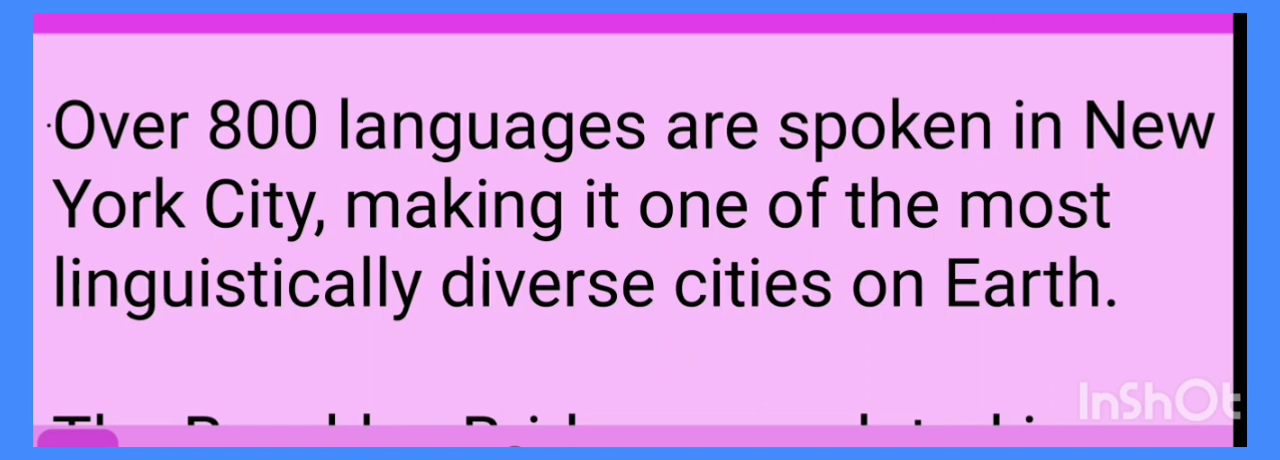 ·Over 800 languages are spoken in New
York City, making it one of the most
linguistically diverse cities on Earth.
InShOt